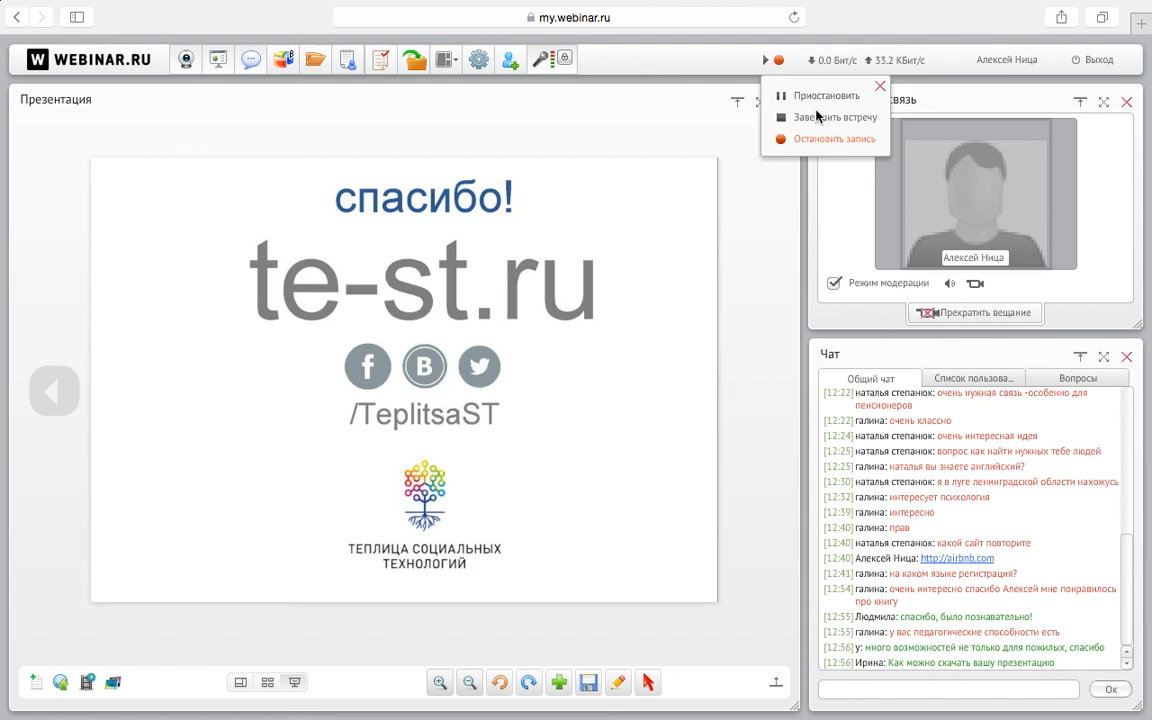 my.webinar.ru
WEBINAR.RU
0.0 Бит/с 33.2 КБит/с
Алексей Ница
Выход
Презентация
Приостановить
Завершить встречу
Остановить запись
связь
спасибо!
te-st.ru
/TeplitsaST
ТЕПЛИЦА СОЦИАЛЬНЫХ
ТЕХНОЛОГИЙ
Алексей Ница
Режим модерации
Прекратить вещание
Чат
Общий чат
Список пользова...
Вопросы
[12:22] наталья степанюк: очень нужная связь -особенно для
пенсионеров
[12:22] галина: очень классно
[12:24] наталья степанюк: очень интересная идея
[12:25] наталья степанюк: вопрос как найти нужных тебе людей
[12:25] галина: наталья вы знаете английский?
[12:30] наталья степанюк: я в луге ленинградской области нахожусь
[12:32] галина: интересует психология
[12:39] галина: интересно
[12:40] галина: прав
[12:40] наталья степанюк: какой сайт повторите
[12:40] Алексей Ница: http://airbnb.com
[12:41] галина: на каком языке регистрация?
[12:54] галина: очень интересно спасибо Алексей мне понравилось
про книгу
[12:55] Людмила: спасибо, было познавательно!
[12:55] галина: у вас педагогические способности есть
[12:56] у: много возможностей не только длля пожилых, спасибо
[12:56] Ирина: Как можно скачать вашу презентацию
Ок